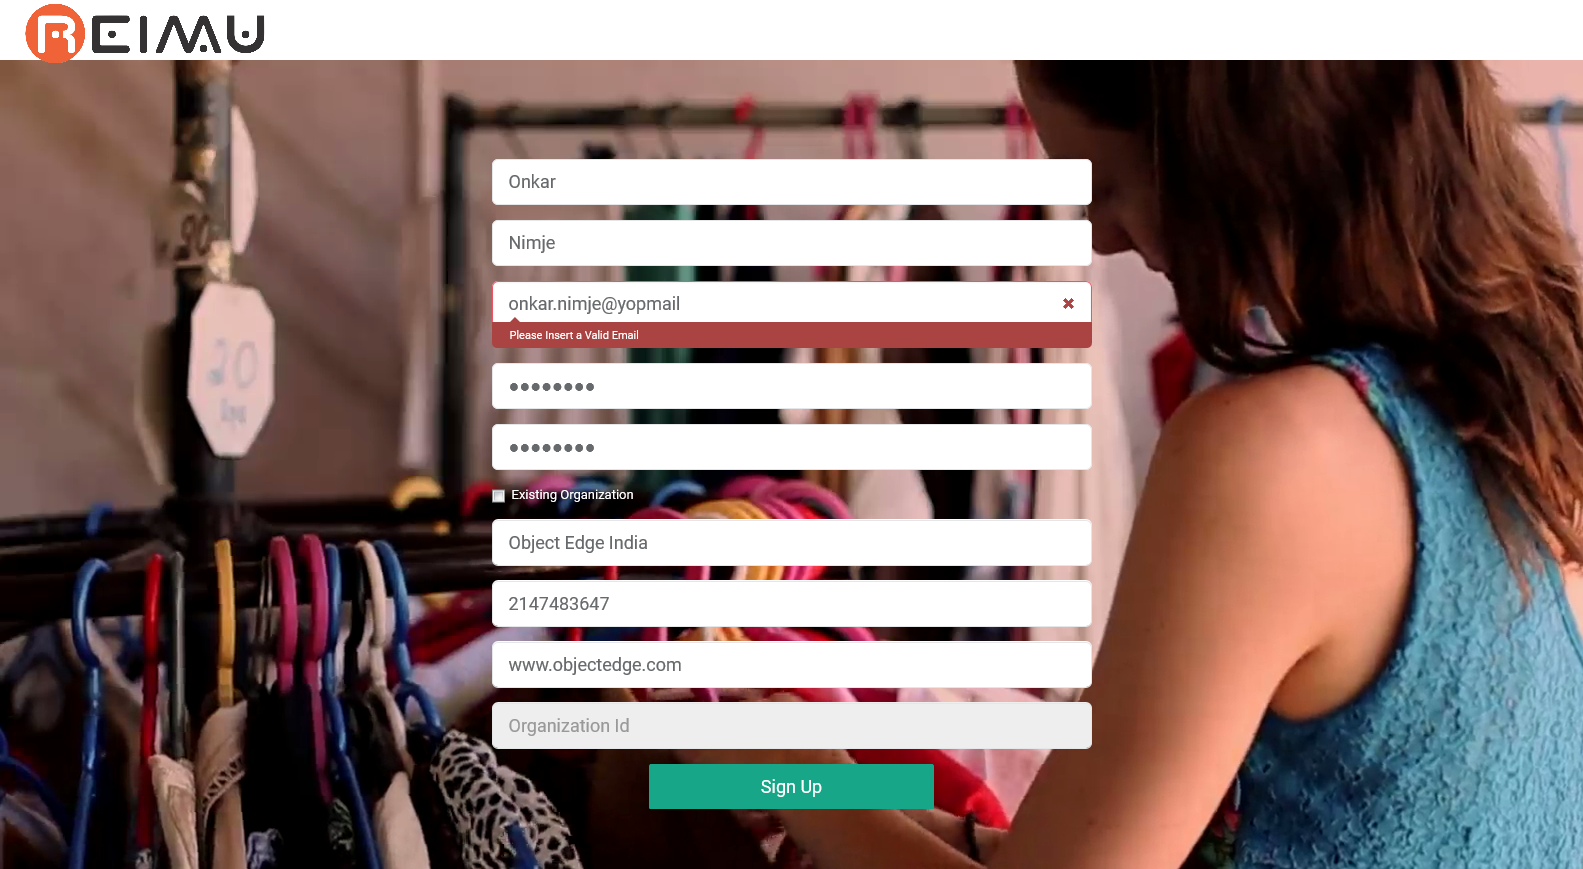 REIMU
Onkar
Nimje
onkar.nimje@yopmail
Please Insert a Valid Email
●●●●●●●●
●●●●●●●●
Existing Organization
Object Edge India
2147483647
www.objectedge.com
Organization Id
Sign Up
20